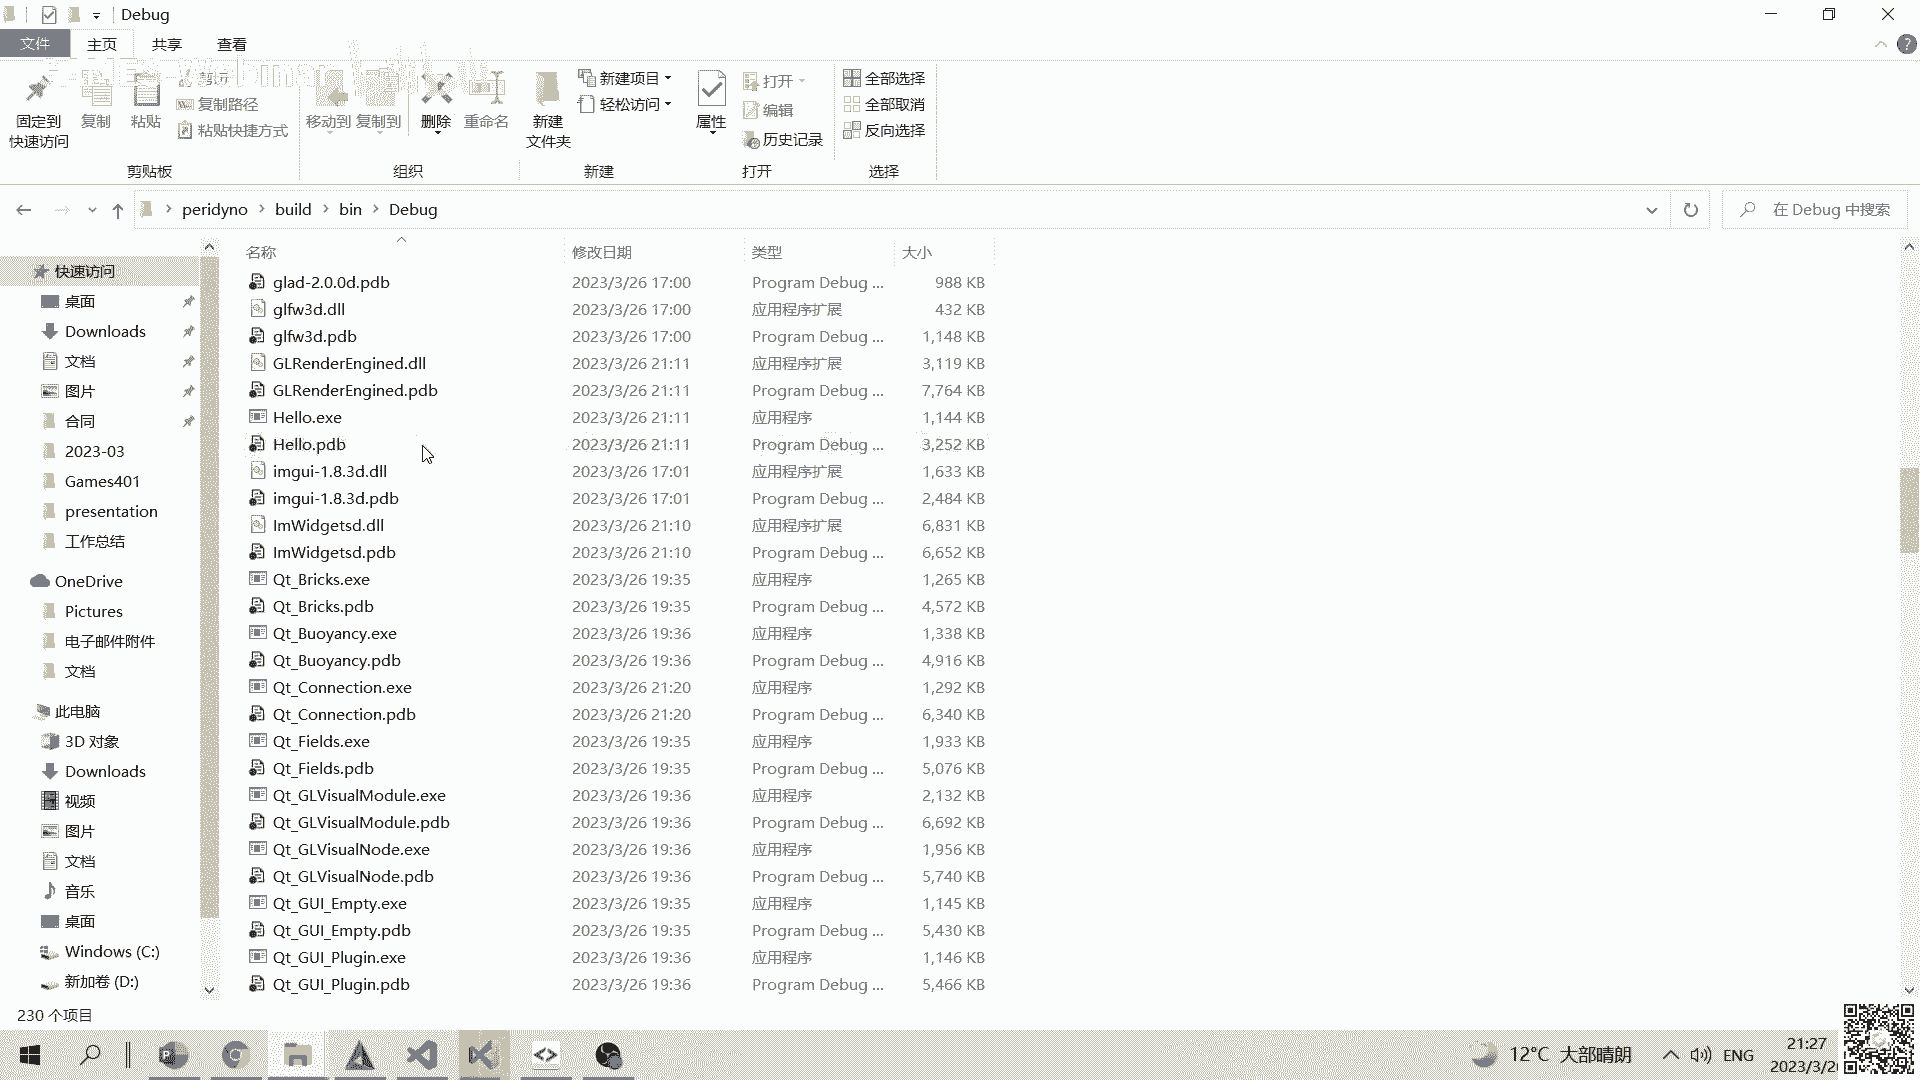 Debug
文件 主页 共享 查看
固定到
快速访问
复制
粘贴
复制路径
粘贴快捷方式
剪贴板
移动到
复制到
删除
重命名
组织
新建
文件夹
新建项目
轻松访问
新建
属性
打开
编辑
历史记录
打开
全部选择
全部取消
反向选择
选择
peridyno > build > bin > Debug
在 Debug 中搜索
快速访问
桌面
Downloads
文档
图片
合同
2023-03
Games401
presentation
工作总结
OneDrive
Pictures
电子邮件附件
文档
此电脑
3D 对象
Downloads
视频
图片
文档
音乐
桌面
Windows (C:)
新加卷 (D:)
名称 修改日期 类型 大小
glad-2.0.0d.pdb 2023/3/26 17:00 Program Debug ... 988 KB
glfw3d.dll 2023/3/26 17:00 应用程序扩展 432 KB
glfw3d.pdb 2023/3/26 17:00 Program Debug ... 1,148 KB
GLRenderEngined.dll 2023/3/26 21:11 应用程序扩展 3,119 KB
GLRenderEngined.pdb 2023/3/26 21:11 Program Debug ... 7,764 KB
Hello.exe 2023/3/26 21:11 应用程序 1,144 KB
Hello.pdb 2023/3/26 21:11 Program Debug ... 3,252 KB
imgui-1.8.3d.dll 2023/3/26 17:01 应用程序扩展 1,633 KB
imgui-1.8.3d.pdb 2023/3/26 17:01 Program Debug ... 2,484 KB
ImWidgetsd.dll 2023/3/26 21:10 应用程序扩展 6,831 KB
ImWidgetsd.pdb 2023/3/26 21:10 Program Debug ... 6,652 KB
Qt_Bricks.exe 2023/3/26 19:35 应用程序 1,265 KB
Qt_Bricks.pdb 2023/3/26 19:35 Program Debug ... 4,572 KB
Qt_Buoyancy.exe 2023/3/26 19:36 应用程序 1,338 KB
Qt_Buoyancy.pdb 2023/3/26 19:36 Program Debug ... 4,916 KB
Qt_Connection.exe 2023/3/26 21:20 应用程序 1,292 KB
Qt_Connection.pdb 2023/3/26 21:20 Program Debug ... 6,340 KB
Qt_Fields.exe 2023/3/26 19:35 应用程序 1,933 KB
Qt_Fields.pdb 2023/3/26 19:35 Program Debug ... 5,076 KB
Qt_GLVisualModule.exe 2023/3/26 19:36 应用程序 2,132 KB
Qt_GLVisualModule.pdb 2023/3/26 19:36 Program Debug ... 6,692 KB
Qt_GLVisualNode.exe 2023/3/26 19:36 应用程序 1,956 KB
Qt_GLVisualNode.pdb 2023/3/26 19:36 Program Debug ... 5,740 KB
Qt_GUI_Empty.exe 2023/3/26 19:35 应用程序 1,145 KB
Qt_GUI_Empty.pdb 2023/3/26 19:35 Program Debug ... 5,430 KB
Qt_GUI_Plugin.exe 2023/3/26 19:36 应用程序 1,146 KB
Qt_GUI_Plugin.pdb 2023/3/26 19:36 Program Debug ... 5,466 KB
230 个项目
12°C 大部晴朗
ENG
21:27